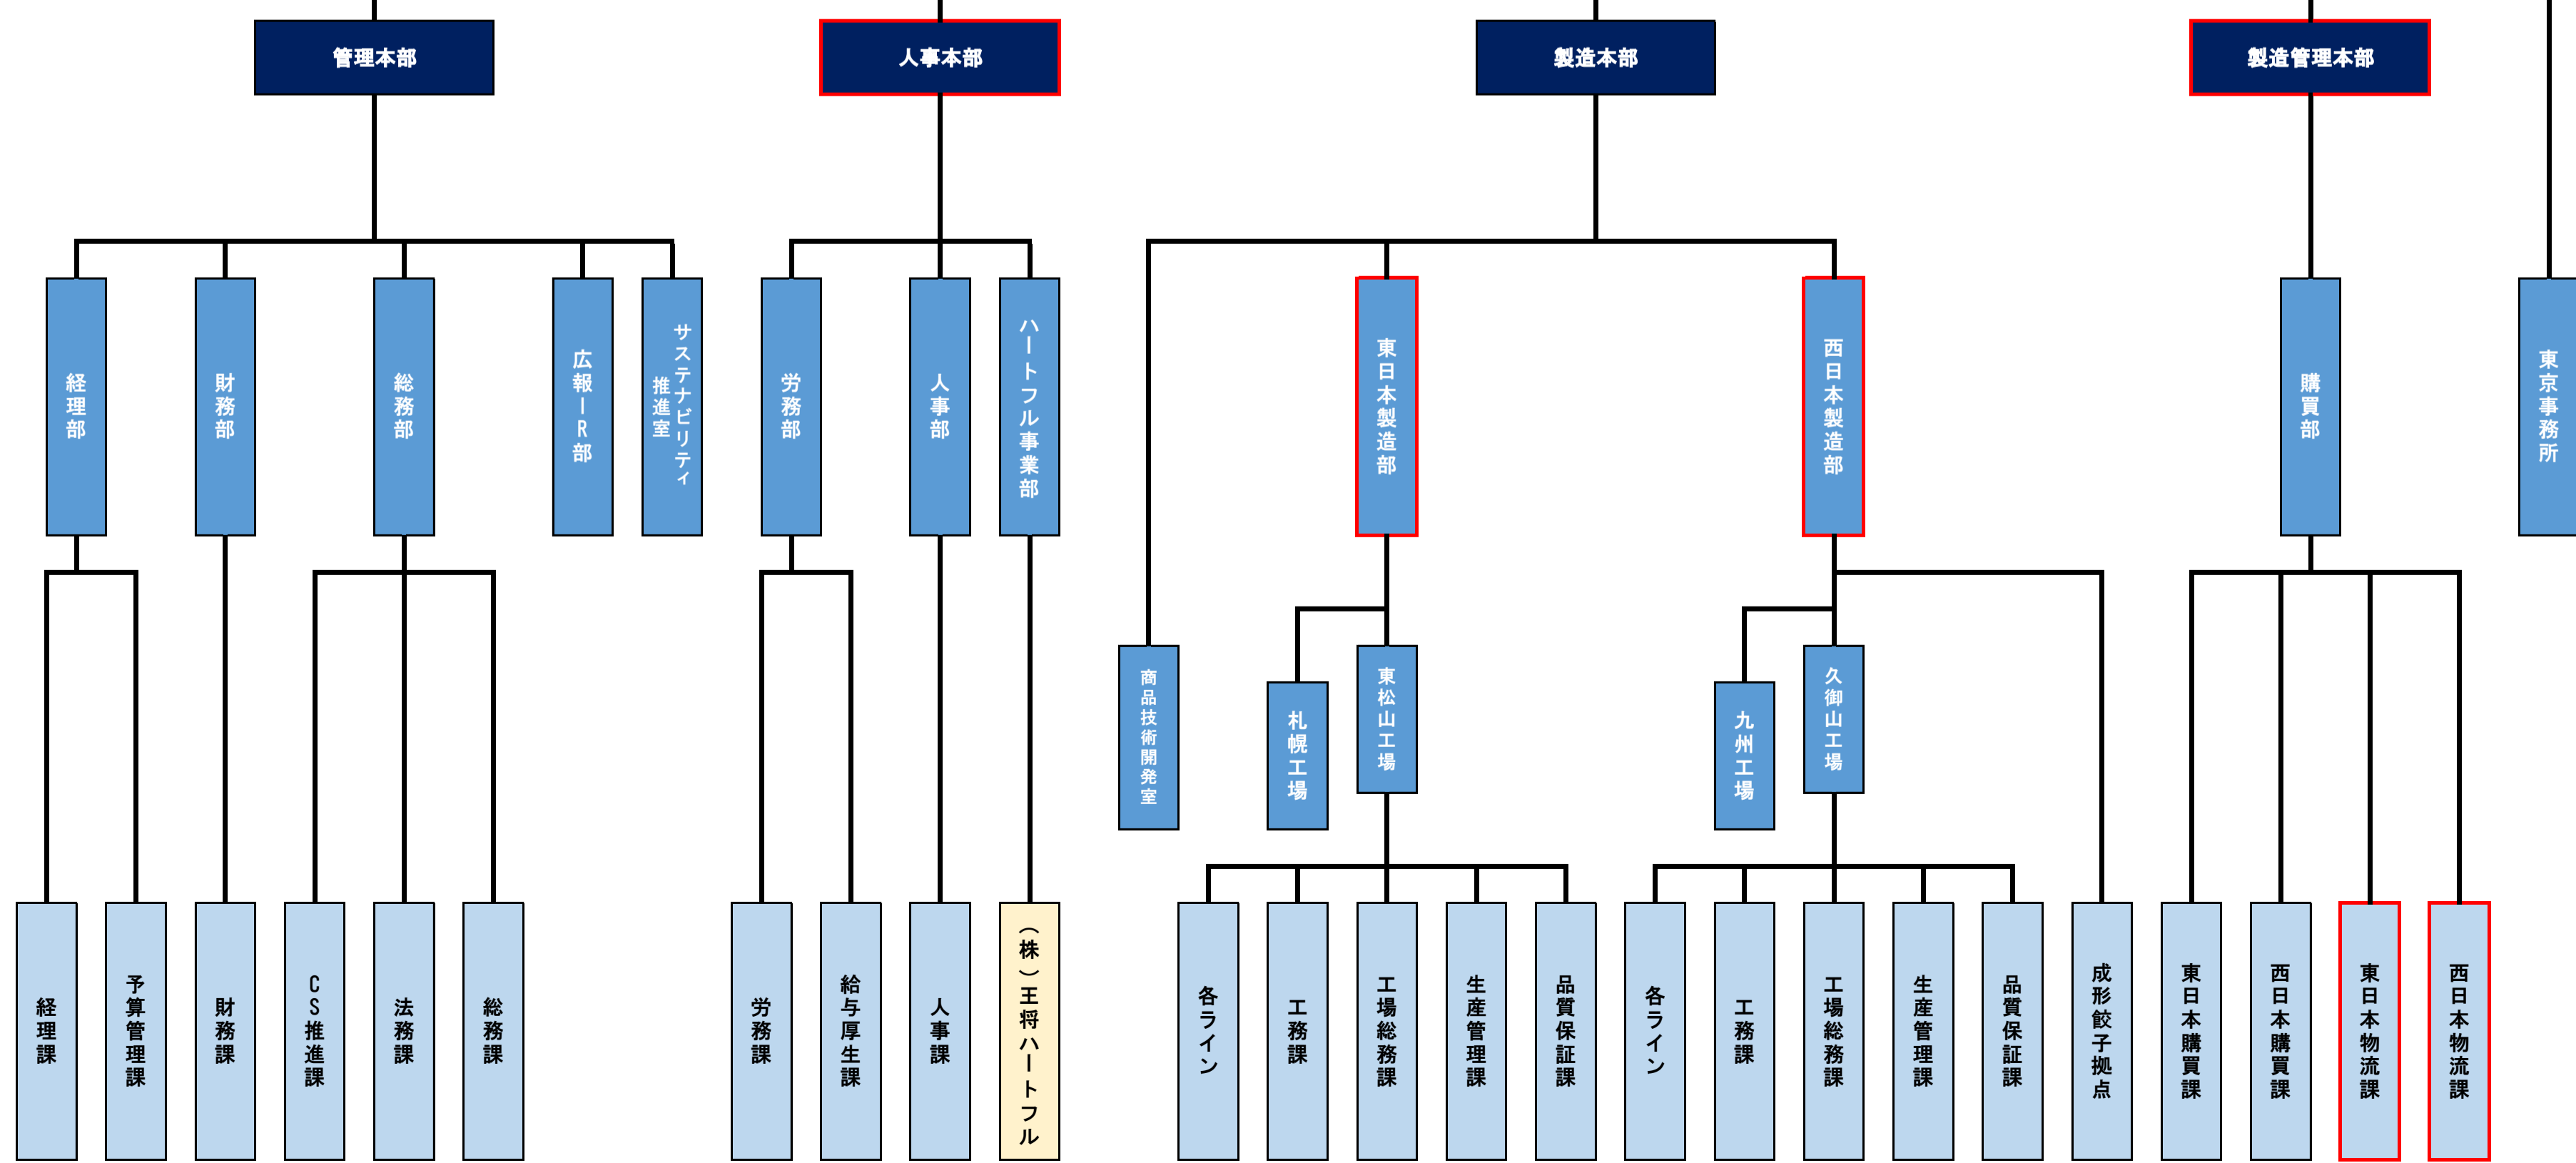 管理本部
人事本部
製造本部
製造管理本部
経理部
財務部
総務部
広報IR部
サステナビリティ
推進室
労務部
人事部
ハートフル事業部
東日本製造部
西日本製造部
購買部
東京事務所
商品技術開発室
札幌工場
東松山工場
九州工場
久御山工場
経理課
予算管理課
財務課
CS推進課
法務課
総務課
労務課
給与厚生課
人事課
（株）王将ハートフル
各ライン
工務課
工場総務課
生産管理課
品質保証課
各ライン
工務課
工場総務課
生産管理課
品質保証課
成形餃子拠点
東日本購買課
西日本購買課
東日本物流課
西日本物流課